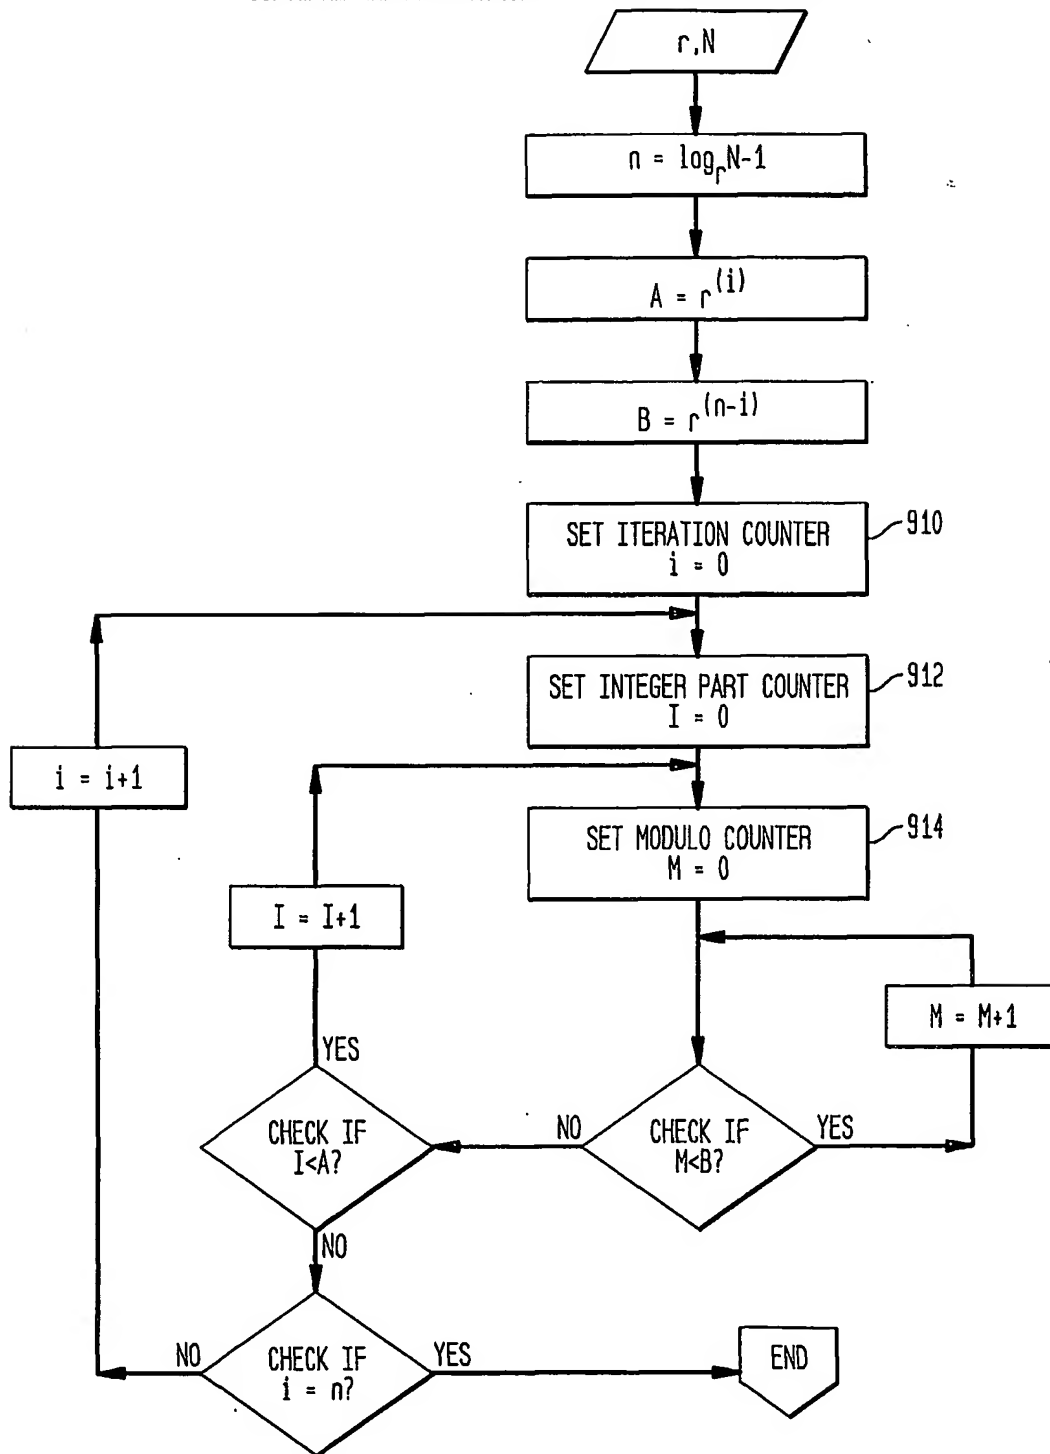 r,N
n = log_r N-1
A = r^(i)
B = r^(n-i)
SET ITERATION COUNTER
i = 0
910
SET INTEGER PART COUNTER
I = 0
912
i = i+1
SET MODULO COUNTER
M = 0
914
I = I+1
M = M+1
YES
CHECK IF
I<A?
NO
CHECK IF
M<B?
YES
NO
NO
CHECK IF
i = n?
YES
END